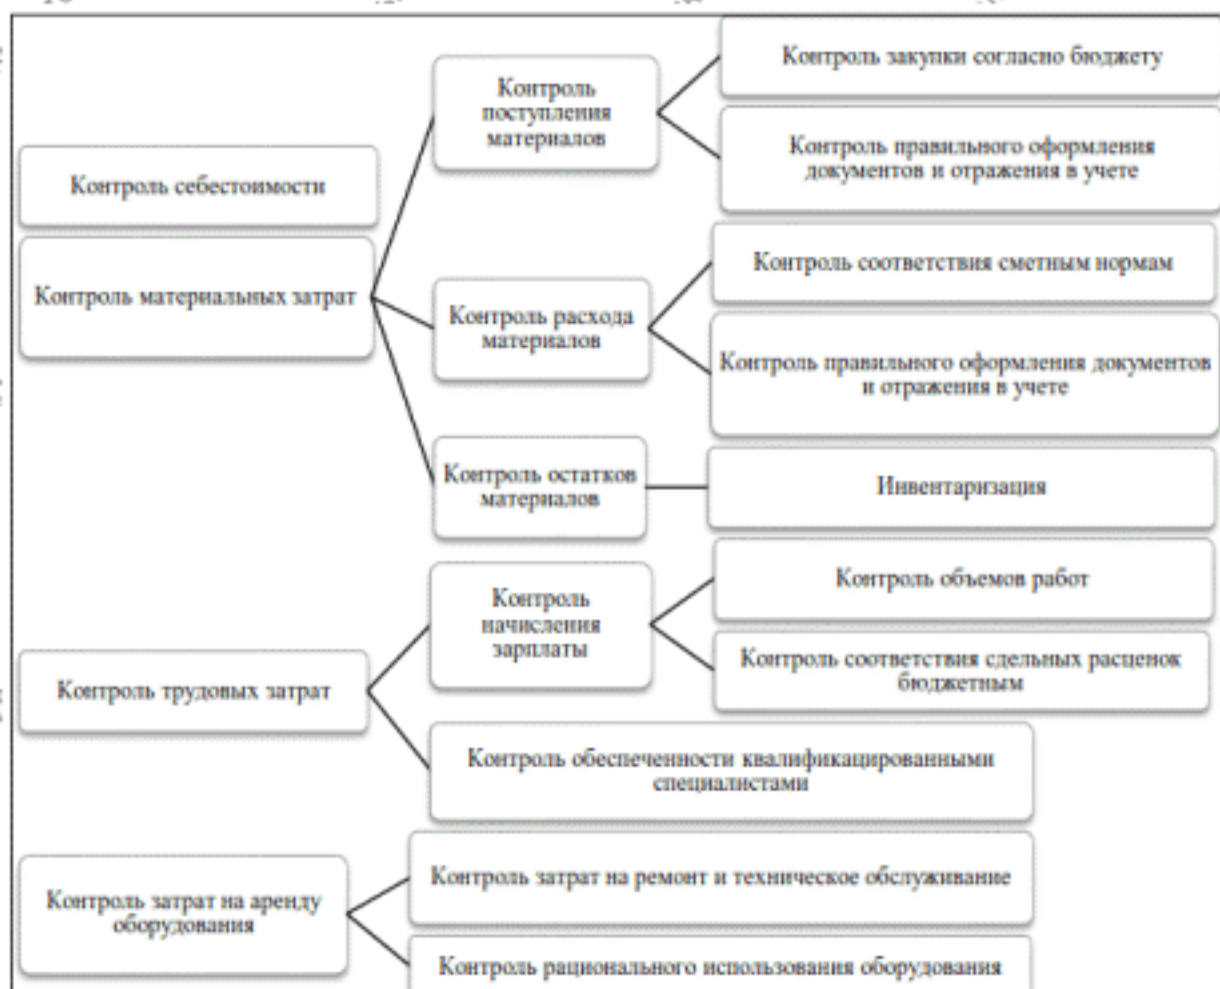 Контроль себестоимости
Контроль материальных затрат
Контроль
поступления
материалов
Контроль закупки согласно бюджету
Контроль правильного оформления
документов и отражения в учете
Контроль расхода
материалов
Контроль соответствия сметным нормам
Контроль правильного оформления документов
и отражения в учете
Контроль остатков
материалов
Инвентаризация
Контроль трудовых затрат
Контроль
начисления
зарплаты
Контроль объемов работ
Контроль соответствия сдельных расценок
бюджетным
Контроль обеспеченности квалификацированными
специалистами
Контроль затрат на аренду
оборудования
Контроль затрат на ремонт и техническое обслуживание
Контроль рационального использования оборудования